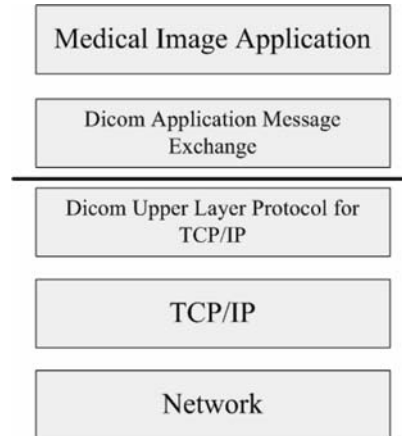 Medical Image Application
Dicom Application Message
Exchange
Dicom Upper Layer Protocol for
TCP/IP
TCP/IP
Network